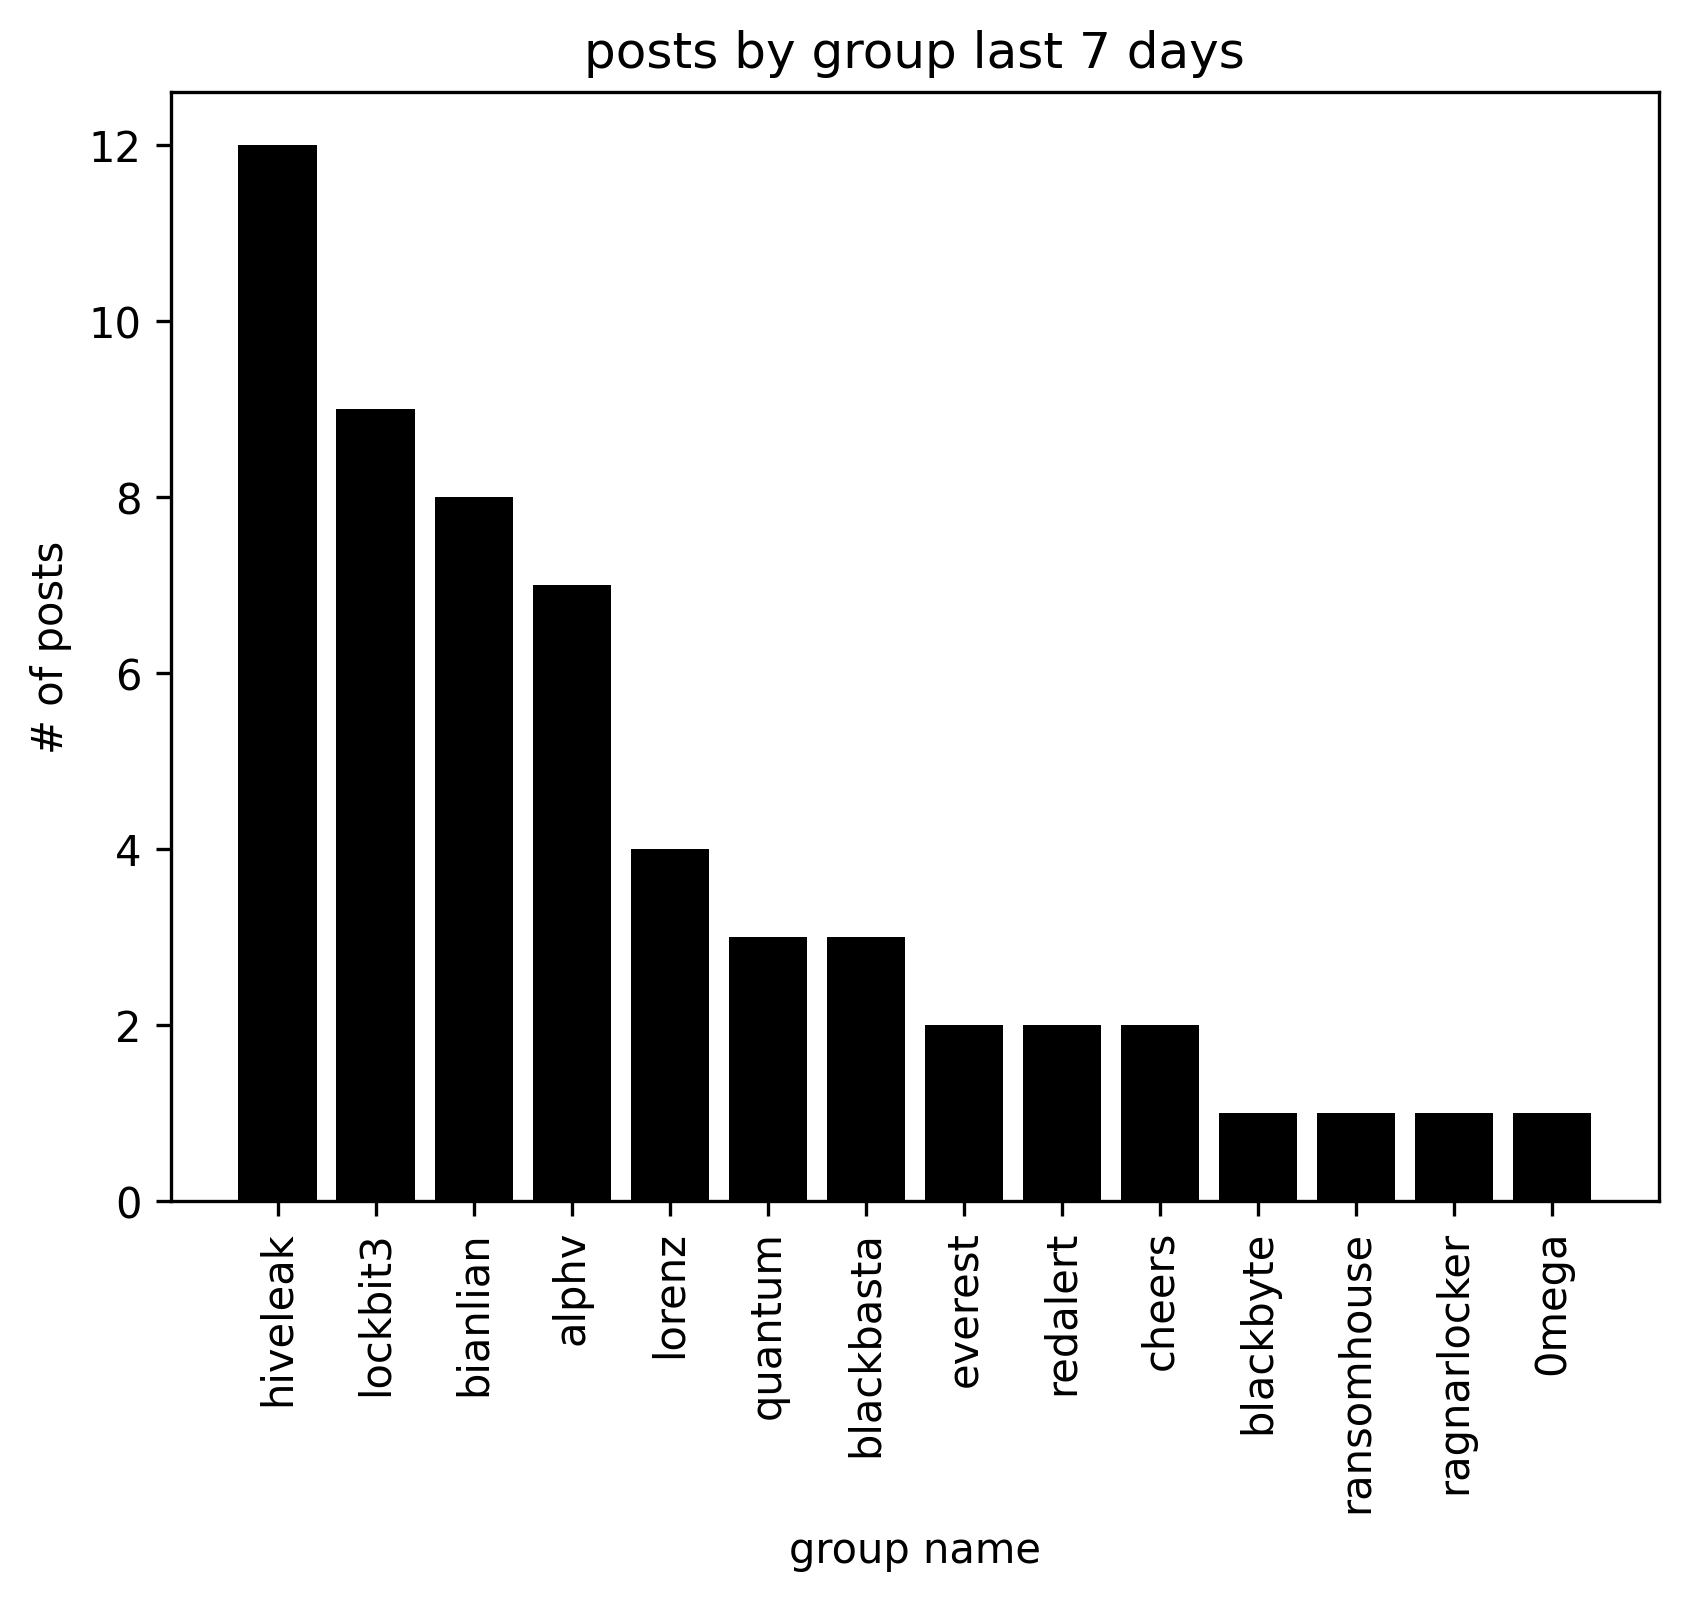 posts by group last 7 days
# of posts
12
10
8
6
4
2
0
hiveleak
lockbit3
bianlian
alphv
lorenz
quantum
blackbasta
everest
redalert
cheers
blackbyte
ransomhouse
ragnarlocker
0mega
group name